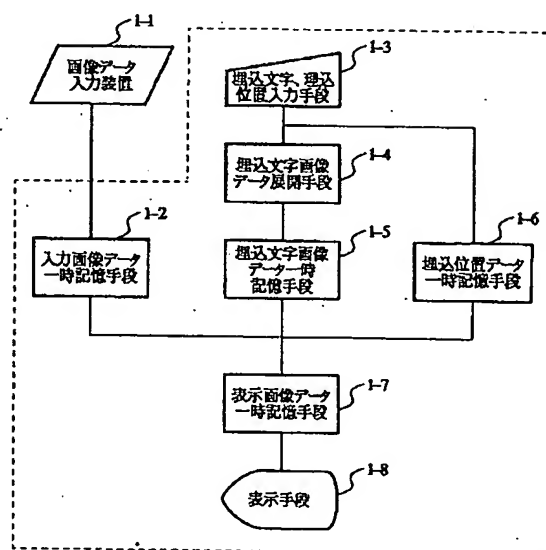 1-1
画像データ
入力装置
1-3
埋込文字、埋込
位置入力手段
1-4
埋込文字画像
データ展開手段
1-2
入力画像データ
一時記憶手段
1-5
埋込文字画像
データ一時
記憶手段
1-6
埋込位置データ
一時記憶手段
1-7
表示画像データ
一時記憶手段
1-8
表示手段